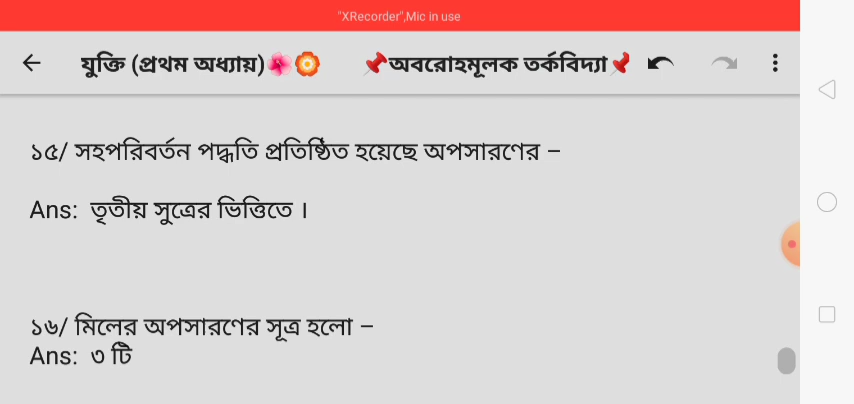 "XRecorder",Mic in use
যুক্তি (প্রথম অধ্যায়)🌺🏵️ 📌অবরোহমূলক তর্কবিদ্যা📌
১৫/ সহপরিবর্তন পদ্ধতি প্রতিষ্ঠিত হয়েছে অপসারণের –
Ans: তৃতীয় সুত্রের ভিত্তিতে ।
১৬/ মিলের অপসারণের সূত্র হলো –
Ans: ৩ টি